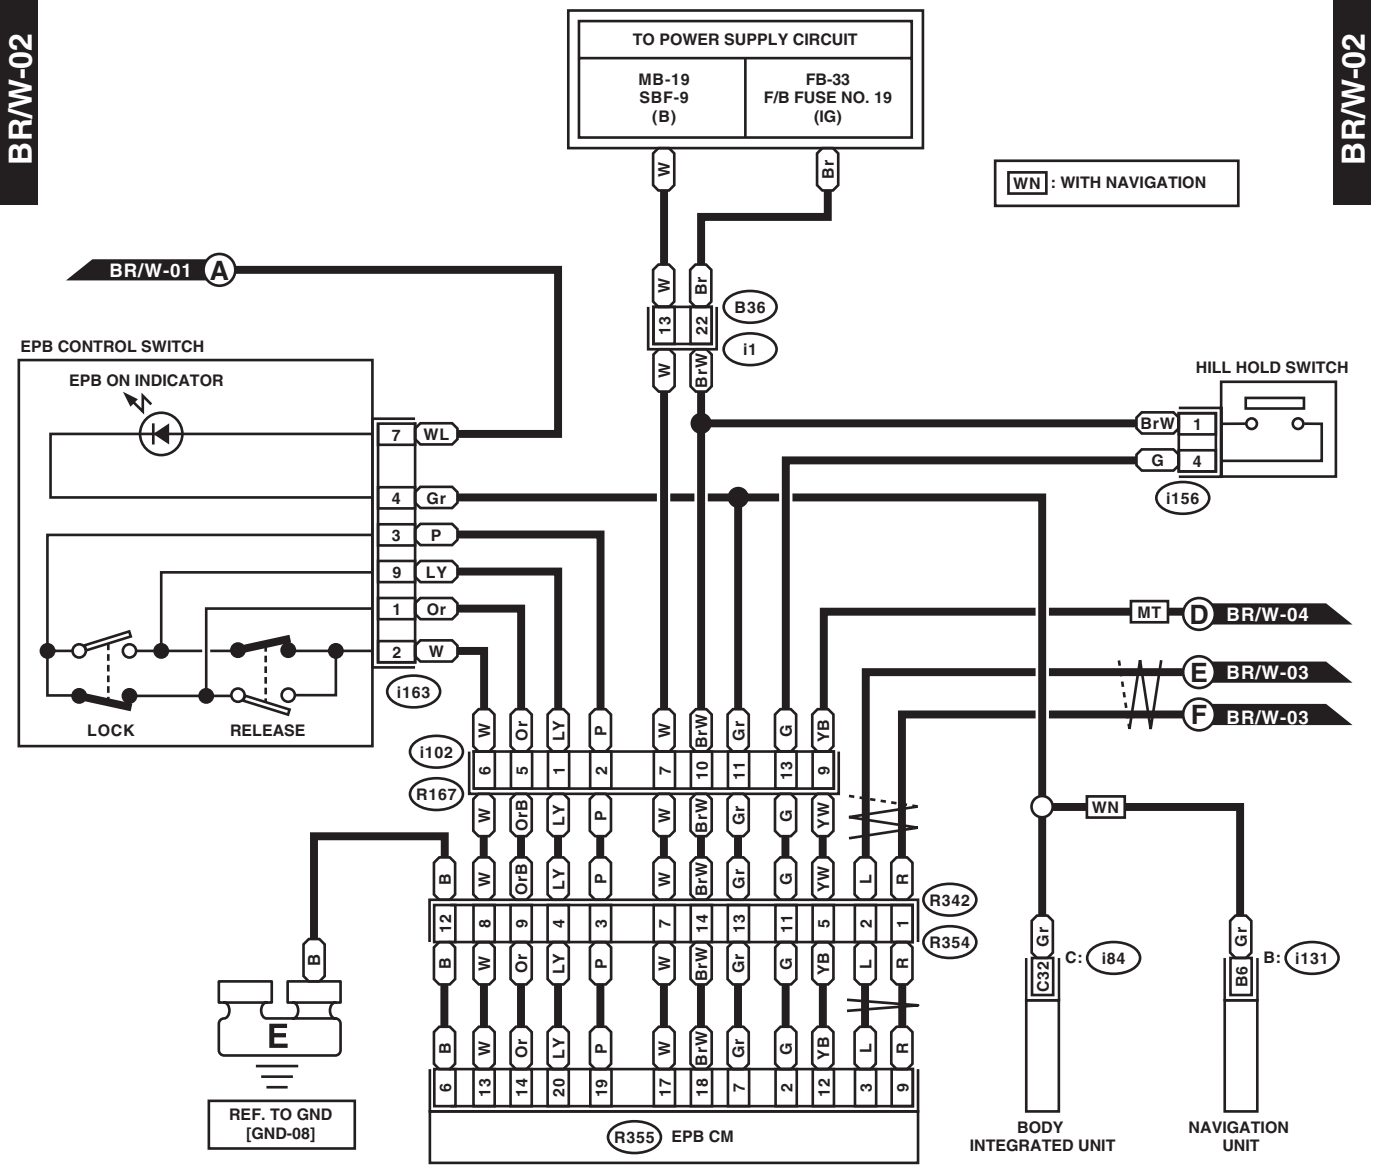 BR/W-02
BR/W-02
TO POWER SUPPLY CIRCUIT
MB-19
SBF-9
(B)
FB-33
F/B FUSE NO. 19
(IG)
W
Br
WN : WITH NAVIGATION
BR/W-01 A
W
Br
13
22
B36
i1
W
BrW
EPB CONTROL SWITCH
EPB ON INDICATOR
7 WL
4 Gr
3 P
9 LY
1 Or
2 W
i163
LOCK
RELEASE
HILL HOLD SWITCH
BrW 1
G 4
i156
MT D BR/W-04
E BR/W-03
F BR/W-03
W Or LY P W BrW Gr G YB
i102
6 5 1 2 7 10 11 13 9
R167
W OrB LY P W BrW Gr G YW
WN
B W OrB LY P W BrW Gr G YW L R
R342
12 8 9 4 3 7 14 13 11 5 2 1
R354
B W Or LY P W BrW Gr G YB L R
B
E
REF. TO GND
[GND-08]
B W Or LY P W BrW Gr G YB L R
6 13 14 20 19 17 18 7 2 12 3 9
R355 EPB CM
Gr
C32
C: i84
BODY
INTEGRATED UNIT
Gr
B6
B: i131
NAVIGATION
UNIT